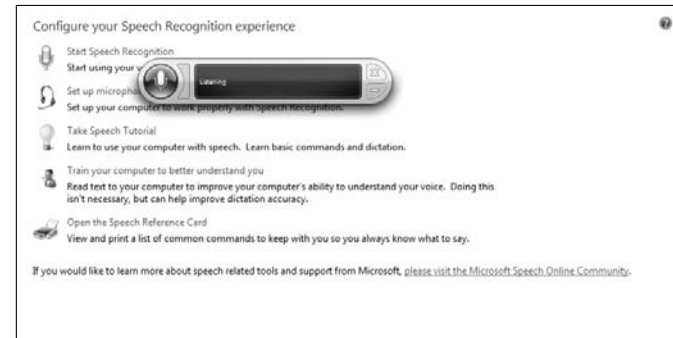 Configure your Speech Recognition experience
Start Speech Recognition
Start using your
Listening
Set up
Set up your computer to work properly with Speech Recognition.
Take Speech Tutorial
Learn to use your computer with speech. Learn basic commands and dictation.
Train your computer to better understand you
Read text to your computer to improve your computer's ability to understand your voice. Doing this
isn't necessary, but can help improve dictation accuracy.
Open the Speech Reference Card
View and print a list of common commands to keep with you so you always know what to say.
If you would like to learn more about speech related tools and support from Microsoft, please visit the Microsoft Speech Online Community.